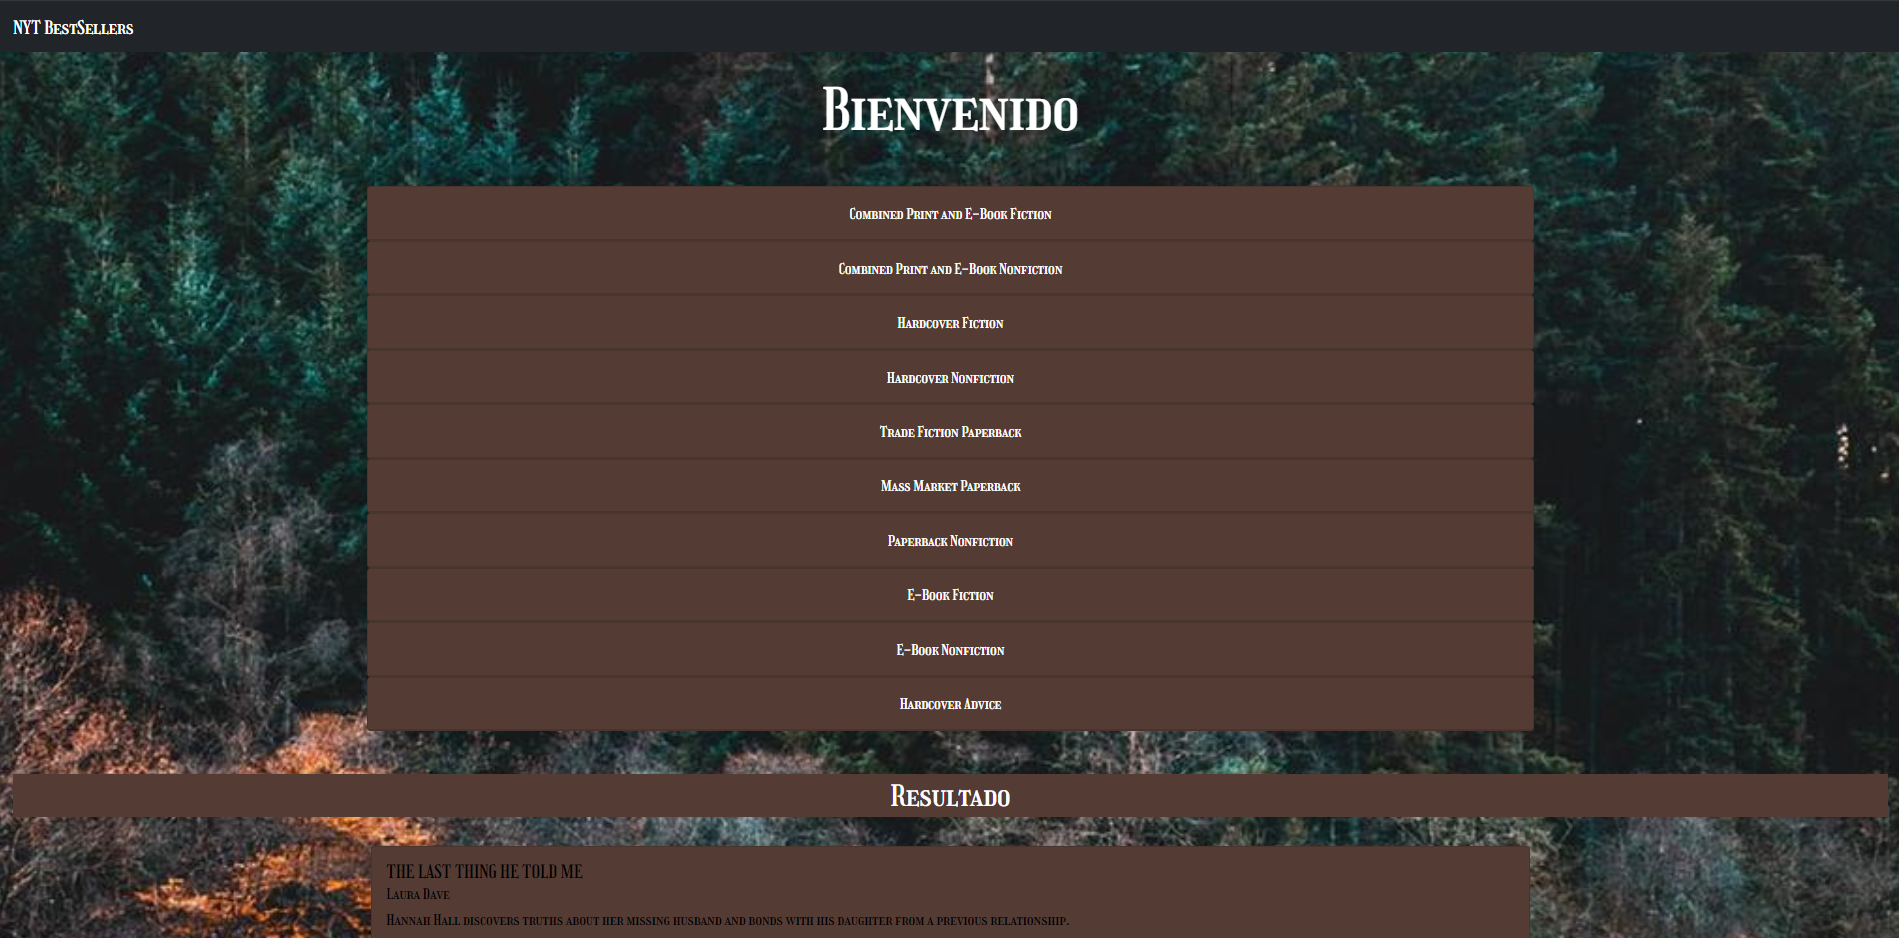 NYT BestSellers
Bienvenido
Combined Print and E-Book Fiction
Combined Print and E-Book Nonfiction
Hardcover Fiction
Hardcover Nonfiction
Trade Fiction Paperback
Mass Market Paperback
Paperback Nonfiction
E-Book Fiction
E-Book Nonfiction
Hardcover Advice
Resultado
THE LAST THING HE TOLD ME
Laura Dave
Hannah Hall discovers truths about her missing husband and bonds with his daughter from a previous relationship.